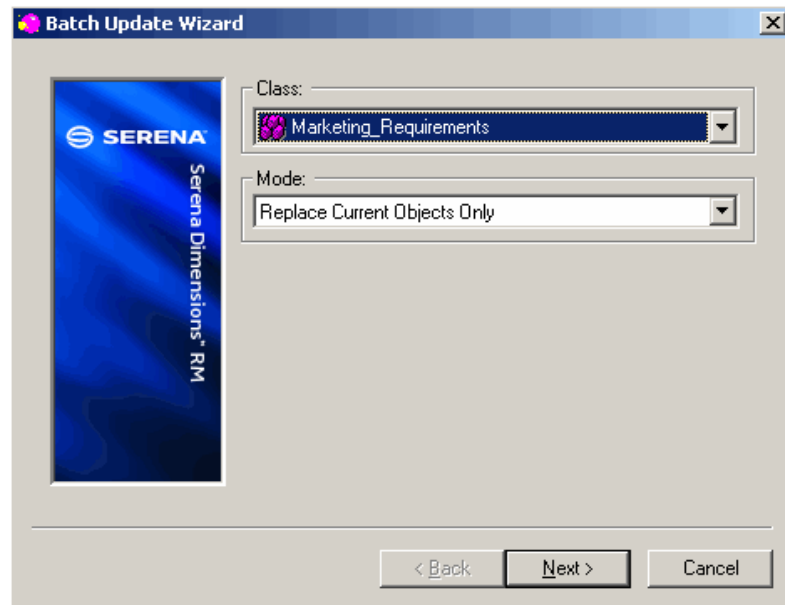 Batch Update Wizard
SERENA
Serena Dimensions® RM
Class:
Marketing_Requirements
Mode:
Replace Current Objects Only
< Back
Next >
Cancel